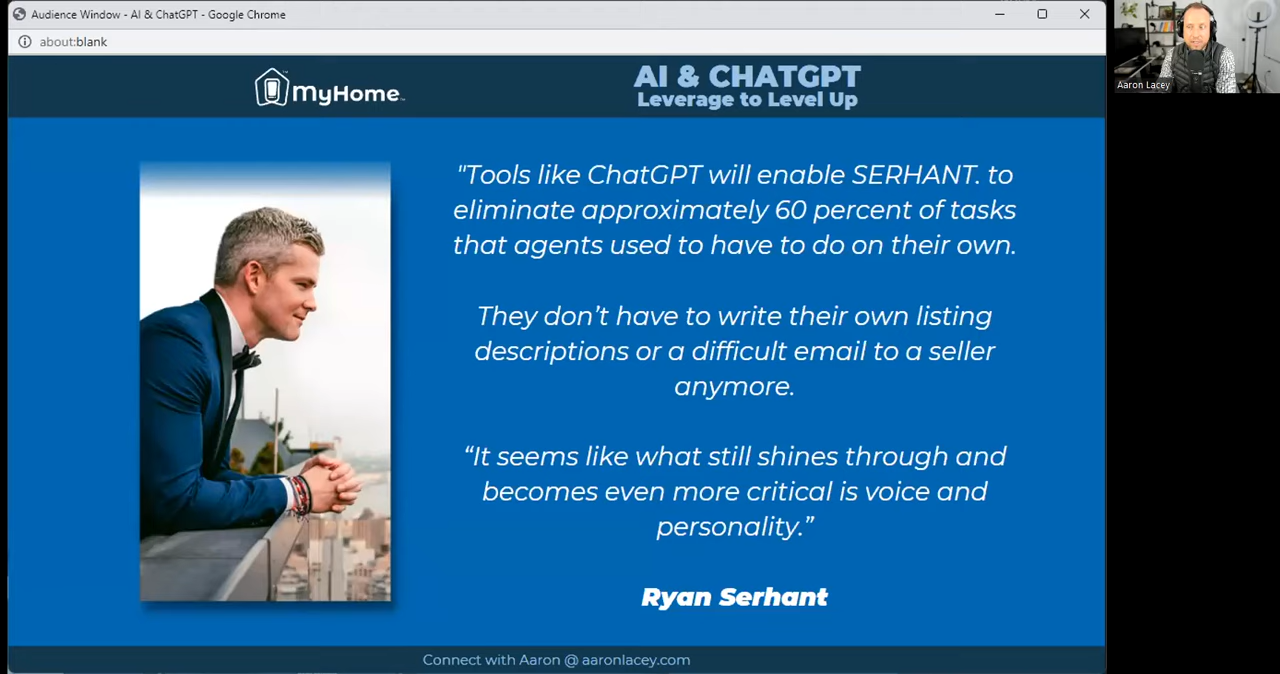 Audience Window - AI & ChatGPT - Google Chrome
about:blank
MyHome
AI & CHATGPT
Leverage to Level Up
"Tools like ChatGPT will enable SERHANT. to
eliminate approximately 60 percent of tasks
that agents used to have to do on their own.
They don’t have to write their own listing
descriptions or a difficult email to a seller
anymore.
“It seems like what still shines through and
becomes even more critical is voice and
personality.”
Ryan Serhant
Connect with Aaron @ aaronlacey.com
Aaron Lacey